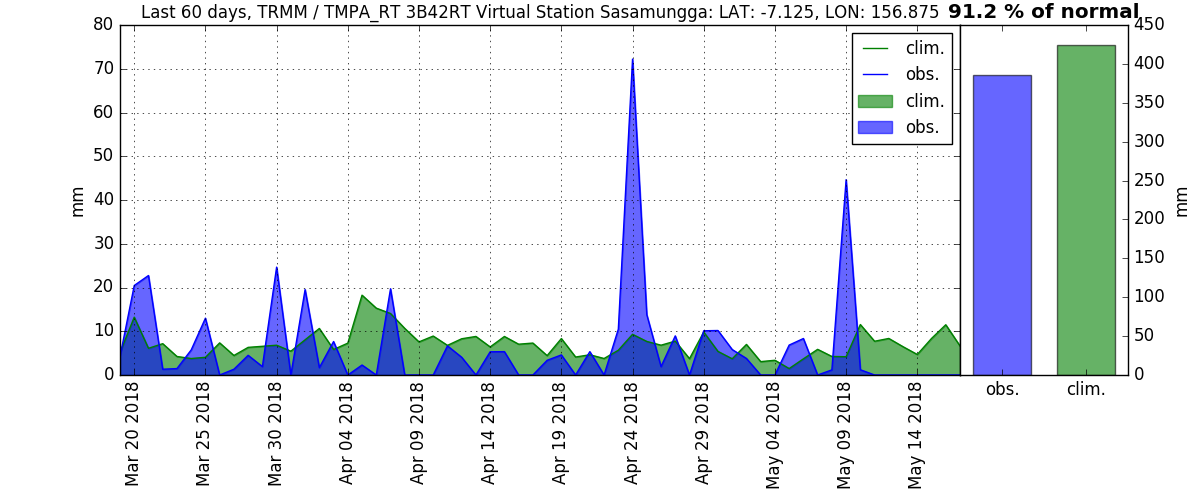 Last 60 days, TRMM / TMPA_RT 3B42RT Virtual Station Sasamungga: LAT: -7.125, LON: 156.875 91.2 % of normal
80
70
60
50
40
30
20
10
0
mm
clim.
obs.
clim.
obs.
450
400
350
300
250
200
150
100
50
0
mm
Mar 20 2018
Mar 25 2018
Mar 30 2018
Apr 04 2018
Apr 09 2018
Apr 14 2018
Apr 19 2018
Apr 24 2018
Apr 29 2018
May 04 2018
May 09 2018
May 14 2018
obs.
clim.